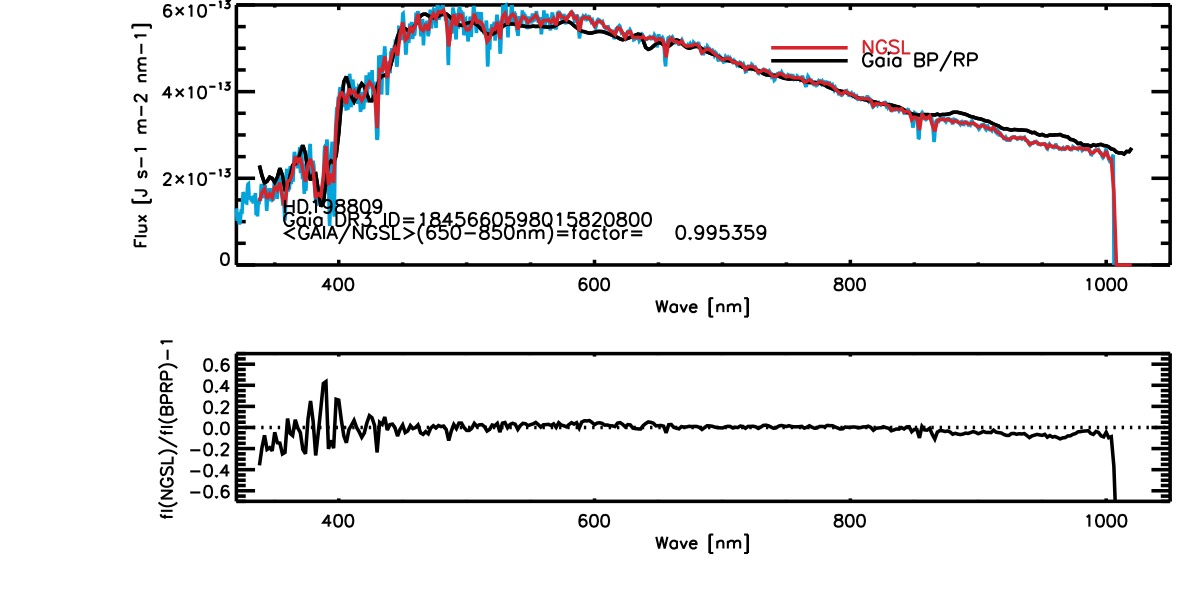 6×10−13
4×10−13
2×10−13
0
Flux [J s−1 m−2 nm−1]
NGSL
Gaia BP/RP
HD198809
Gaia DR3 ID=1845660598015820800
<GAIA/NGSL>(650−850nm)=factor= 0.995359
400 600 800 1000
Wave [nm]
0.6
0.4
0.2
0.0
−0.2
−0.4
−0.6
fl(NGSL)/fl(BPRP)−1
400 600 800 1000
Wave [nm]